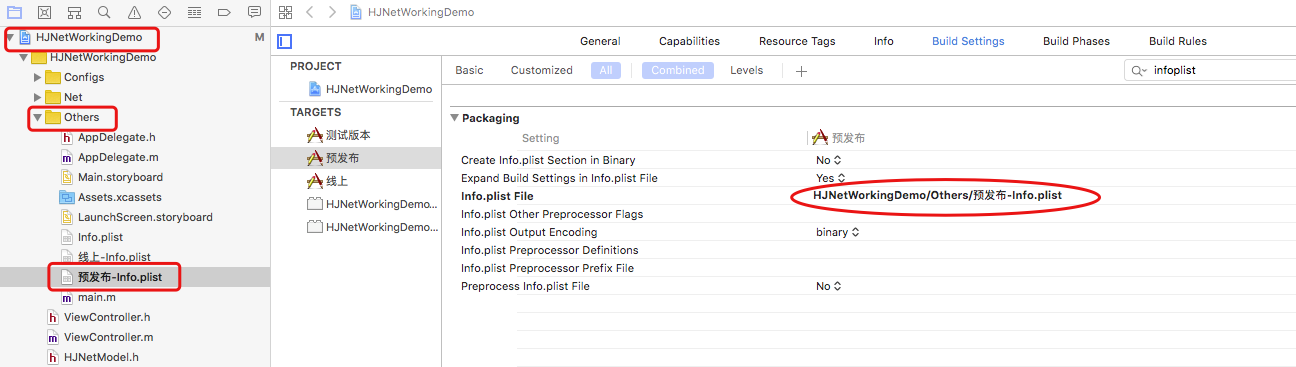 HJNetWorkingDemo
HJNetWorkingDemo M
HJNetWorkingDemo
Configs
Net
Others
AppDelegate.h
AppDelegate.m
Main.storyboard
Assets.xcassets
LaunchScreen.storyboard
Info.plist
线上-Info.plist
预发布-Info.plist
main.m
ViewController.h
ViewController.m
HJNetModel.h
General Capabilities Resource Tags Info Build Settings Build Phases Build Rules
PROJECT
HJNetWorkingDemo
TARGETS
测试版本
预发布
线上
HJNetWorkingDemo...
HJNetWorkingDemo...
Basic Customized All Combined Levels + infoplist
Packaging
Setting 预发布
Create Info.plist Section in Binary No
Expand Build Settings in Info.plist File Yes
Info.plist File HJNetWorkingDemo/Others/预发布-Info.plist
Info.plist Other Preprocessor Flags
Info.plist Output Encoding binary
Info.plist Preprocessor Definitions
Info.plist Preprocessor Prefix File
Preprocess Info.plist File No